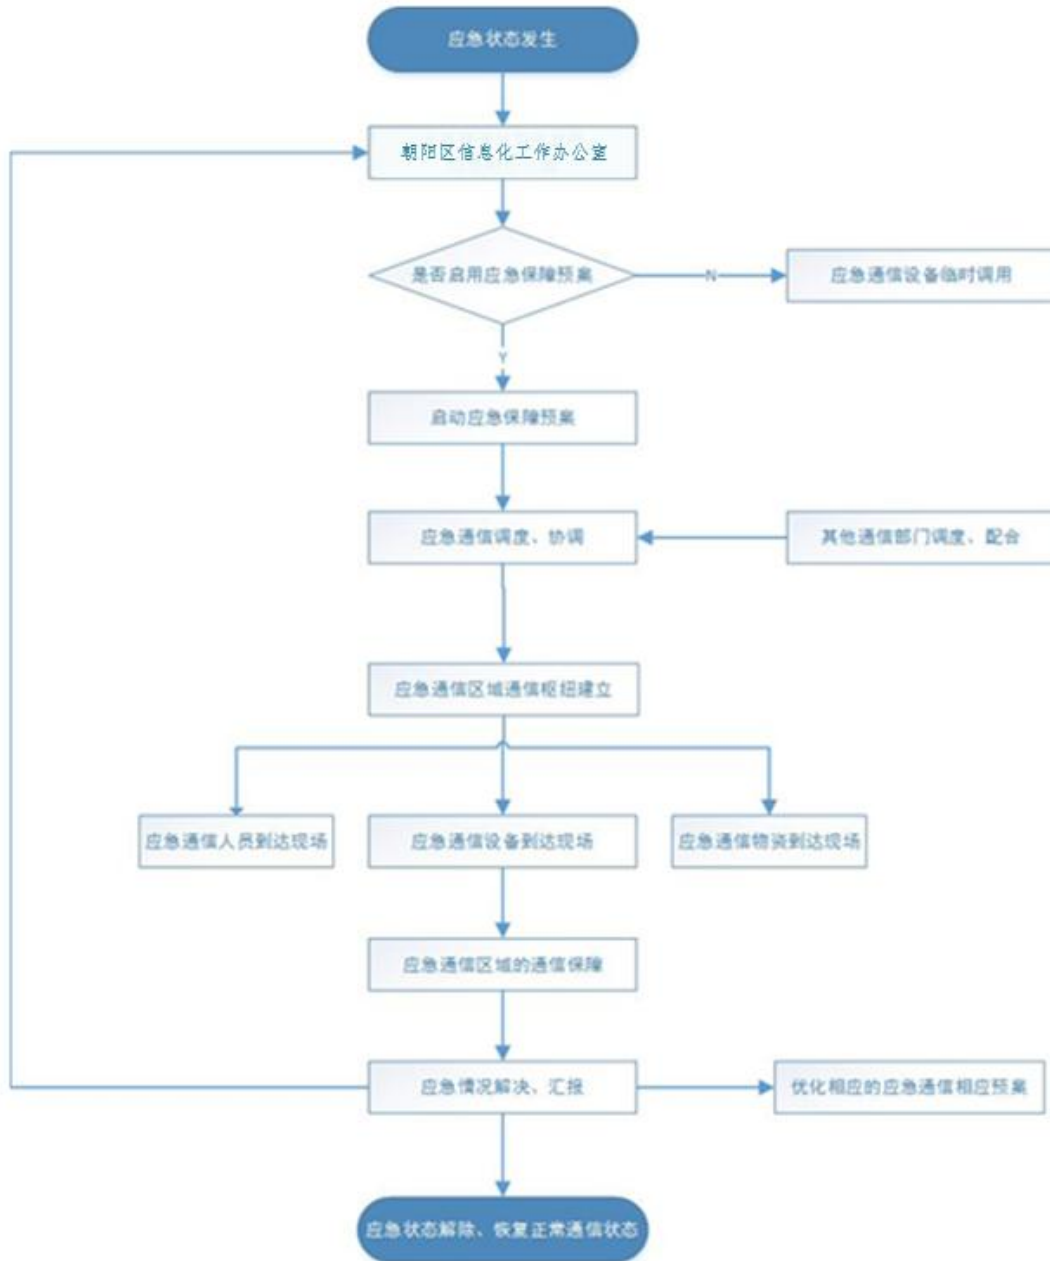 应急状态发生
朝阳区信息化工作办公室
是否启用应急保障预案
N
应急通信设备临时调用
Y
启动应急保障预案
应急通信调度、协调
其他通信部门调度、配合
应急通信区域通信枢纽建立
应急通信人员到达现场
应急通信设备到达现场
应急通信物资到达现场
应急通信区域的通信保障
应急情况解决、汇报
优化相应的应急通信相应预案
应急状态解除、恢复正常通信状态